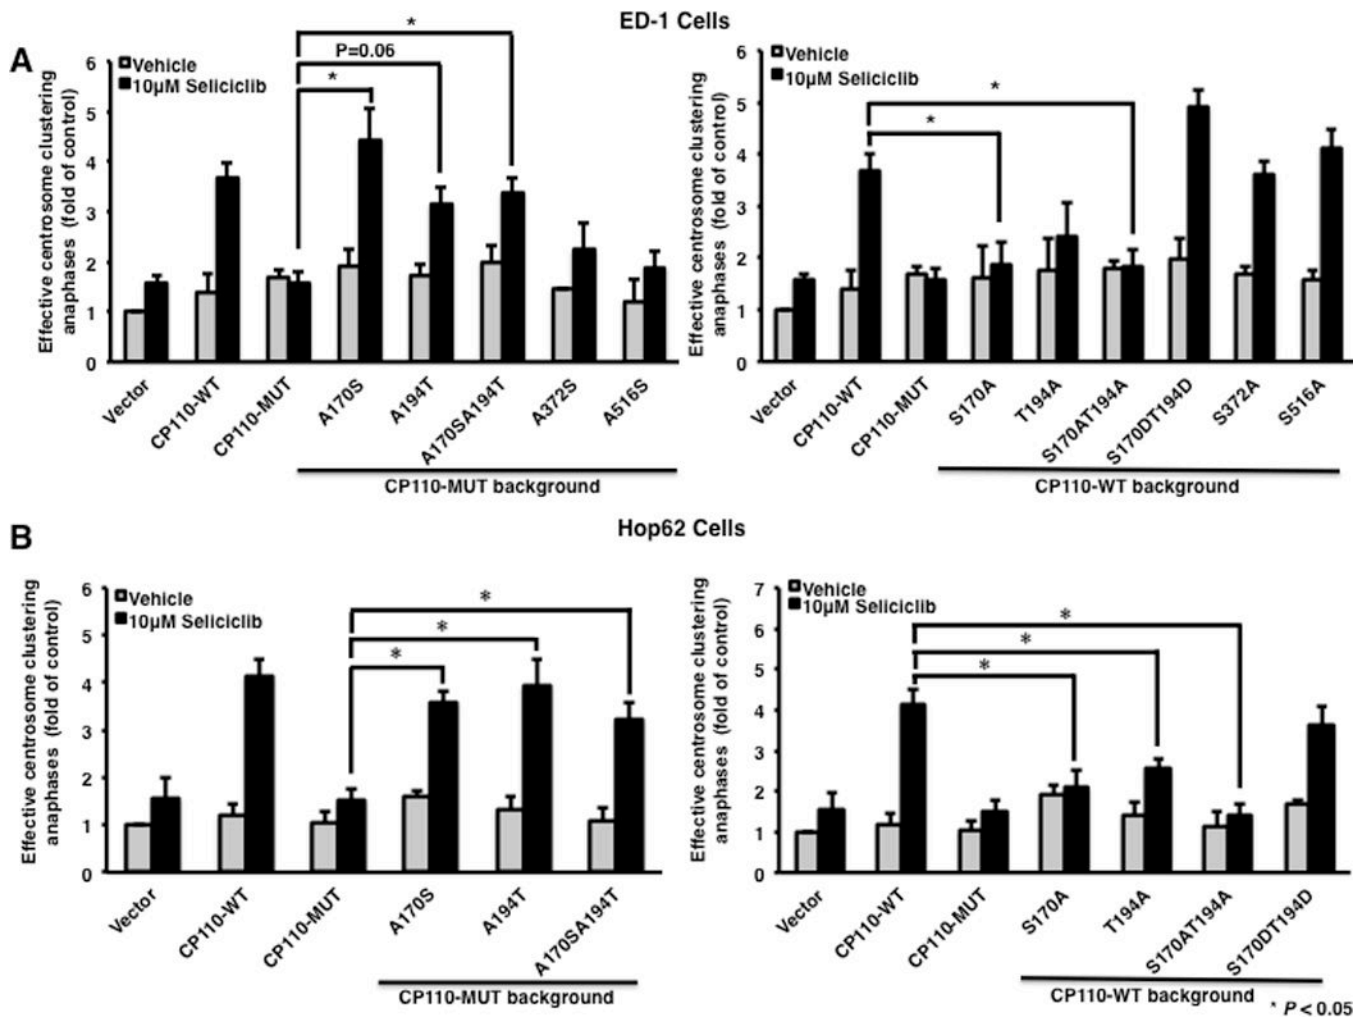 ED-1 Cells
A
Effective centrosome clustering
anaphases (fold of control)
6
5
4
3
2
1
0
Vehicle
10µM Seliciclib
*
P=0.06
*
Vector
CP110-WT
CP110-MUT
A170S
A194T
A170SA194T
A372S
A516S
CP110-MUT background
Effective centrosome clustering
anaphases (fold of control)
6
5
4
3
2
1
0
Vehicle
10µM Seliciclib
*
*
Vector
CP110-WT
CP110-MUT
S170A
T194A
S170AT194A
S170DT194D
S372A
S516A
CP110-WT background
Hop62 Cells
B
Effective centrosome clustering
anaphases (fold of control)
6
5
4
3
2
1
0
Vehicle
10µM Seliciclib
*
*
*
Vector
CP110-WT
CP110-MUT
A170S
A194T
A170SA194T
CP110-MUT background
Effective centrosome clustering
anaphases (fold of control)
7
6
5
4
3
2
1
0
Vehicle
10µM Seliciclib
*
*
*
Vector
CP110-WT
CP110-MUT
S170A
T194A
S170AT194A
S170DT194D
CP110-WT background
* P < 0.05